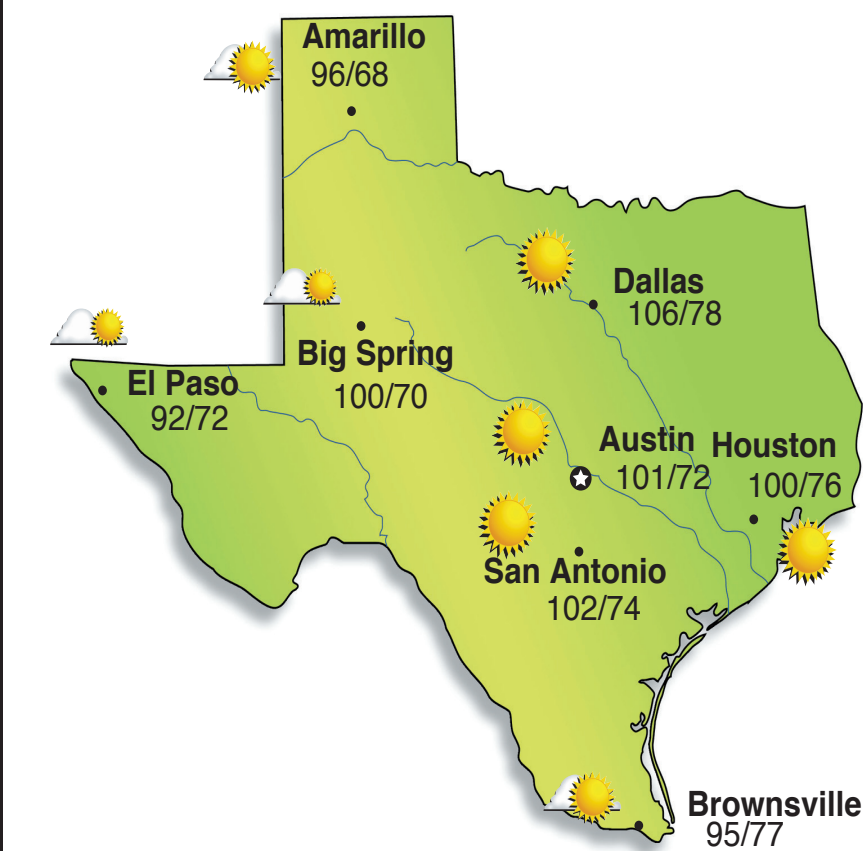 Amarillo
96/68
Dallas
106/78
Big Spring
100/70
El Paso
92/72
Austin
101/72
Houston
100/76
San Antonio
102/74
Brownsville
95/77